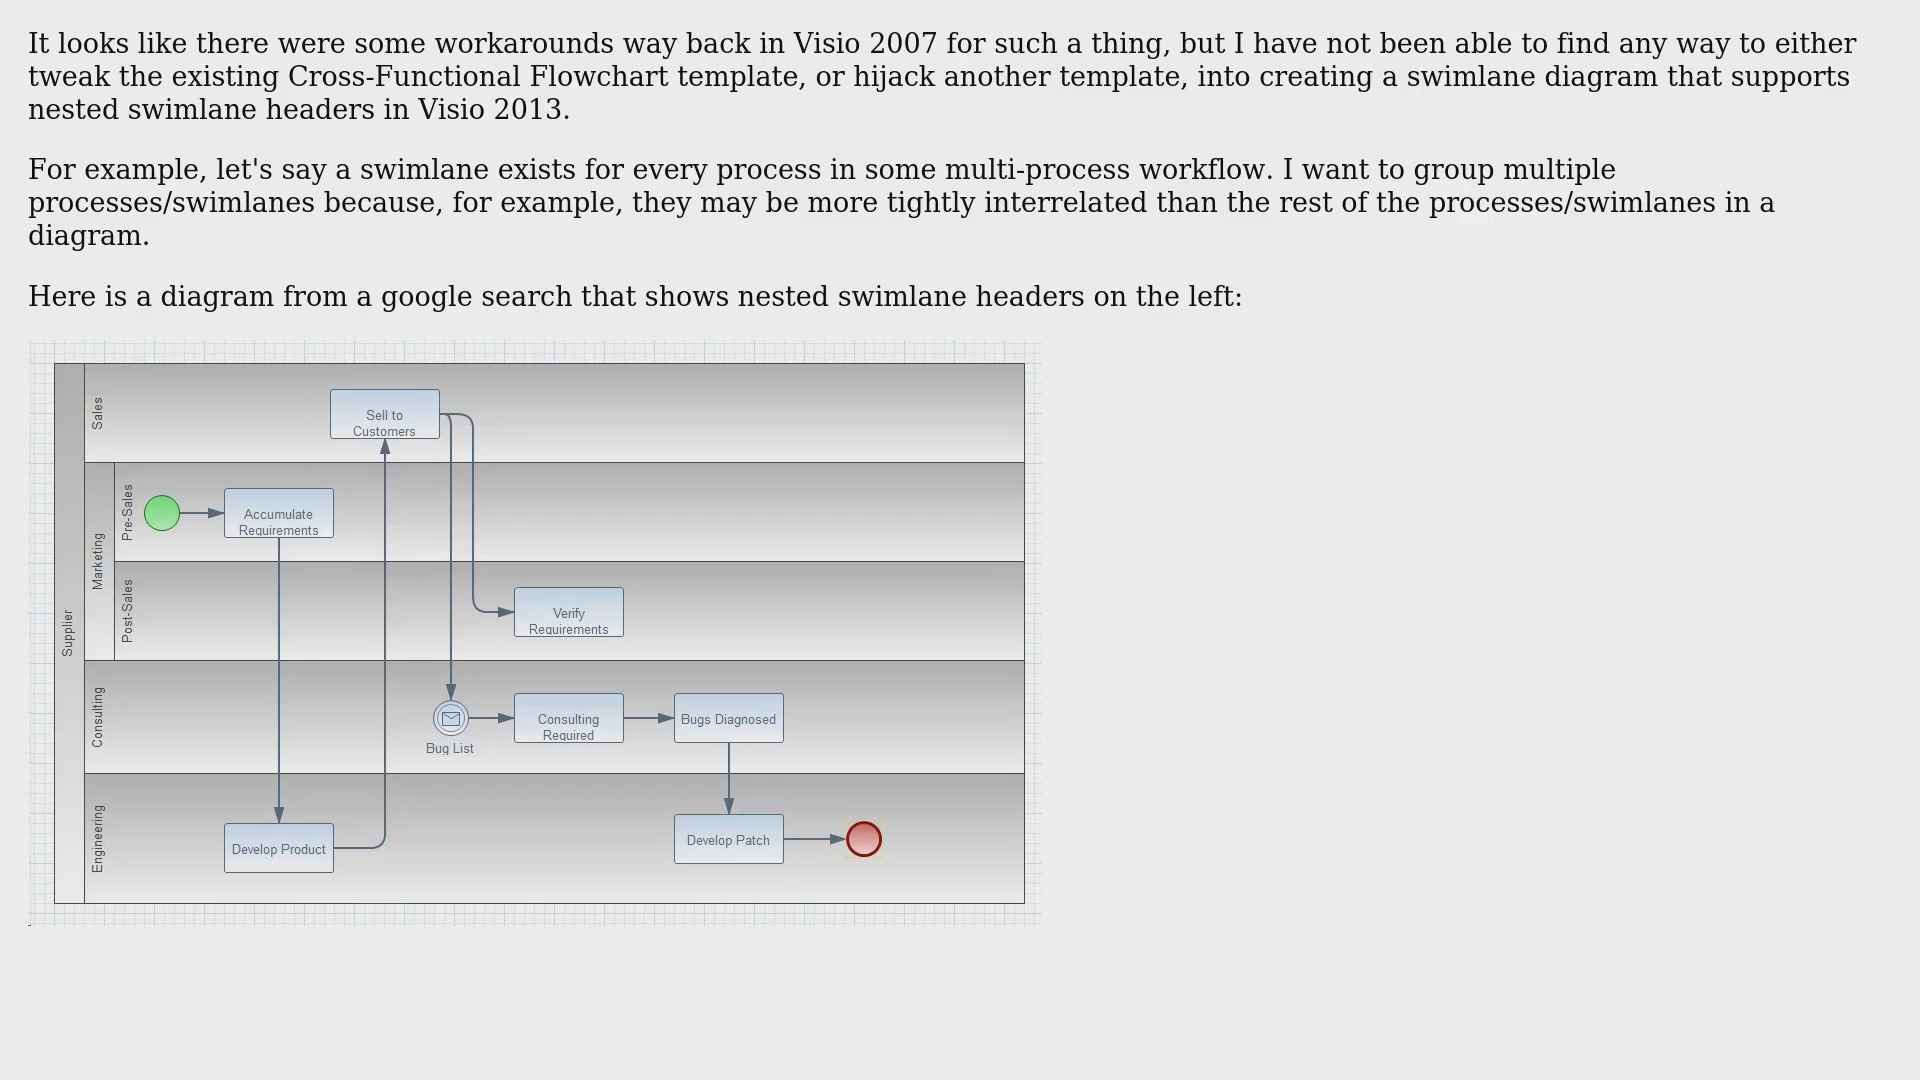 It looks like there were some workarounds way back in Visio 2007 for such a thing, but I have not been able to find any way to either
tweak the existing Cross-Functional Flowchart template, or hijack another template, into creating a swimlane diagram that supports
nested swimlane headers in Visio 2013.
For example, let's say a swimlane exists for every process in some multi-process workflow. I want to group multiple
processes/swimlanes because, for example, they may be more tightly interrelated than the rest of the processes/swimlanes in a
diagram.
Here is a diagram from a google search that shows nested swimlane headers on the left:
Supplier
Sales
Sell to
Customers
Marketing
Pre-Sales
Accumulate
Requirements
Post-Sales
Verify
Requirements
Consulting
Bug List
Consulting
Required
Bugs Diagnosed
Engineering
Develop Product
Develop Patch